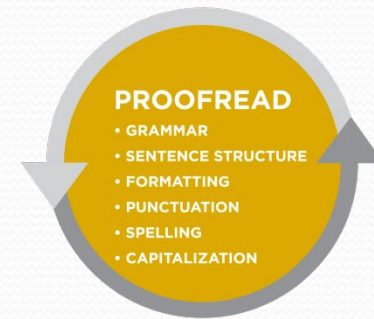 PROOFREAD
• GRAMMAR
• SENTENCE STRUCTURE
• FORMATTING
• PUNCTUATION
• SPELLING
• CAPITALIZATION